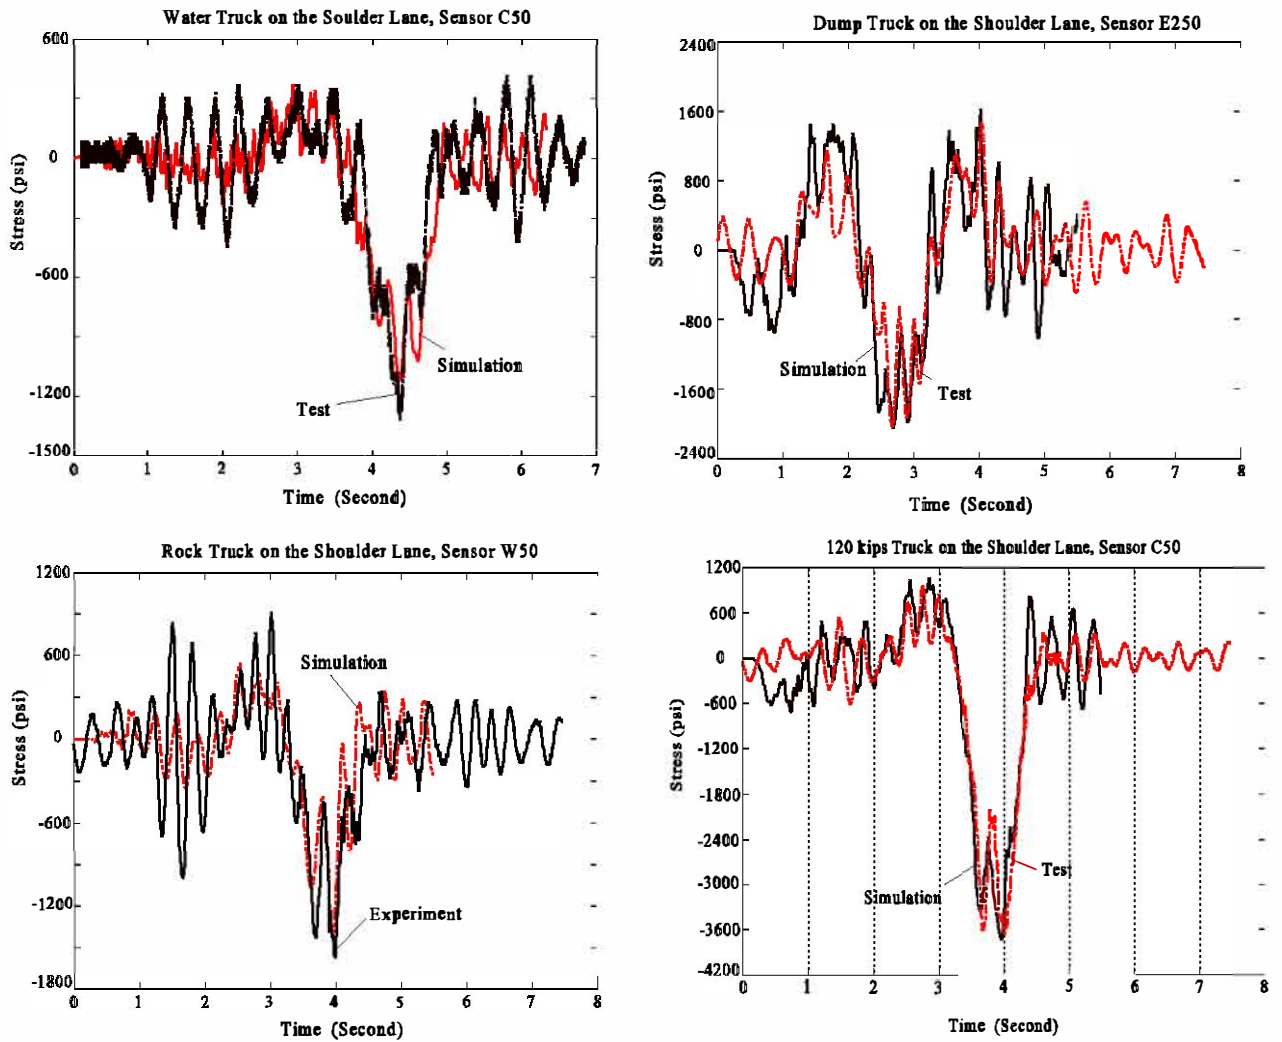 Water Truck on the Soulder Lane, Sensor C50
600
0
-600
-1200
-1500
Stress (psi)
Simulation
Test
0 1 2 3 4 5 6 7
Time (Second)
Dump Truck on the Shoulder Lane, Sensor E250
2400
1600
800
0
-800
-1600
-2400
Stress (psi)
Simulation
Test
0 1 2 3 4 5 6 7 8
Time (Second)
Rock Truck on the Shoulder Lane, Sensor W50
1200
600
0
-600
-1200
-1800
Stress (psi)
Simulation
Experiment
0 1 2 3 4 5 6 7 8
Time (Second)
120 kips Truck on the Shoulder Lane, Sensor C50
1200
600
0
-600
-1200
-1800
-2400
-3000
-3600
-4200
Stress (psi)
Simulation
Test
0 1 2 3 4 5 6 7 8
Time (Second)